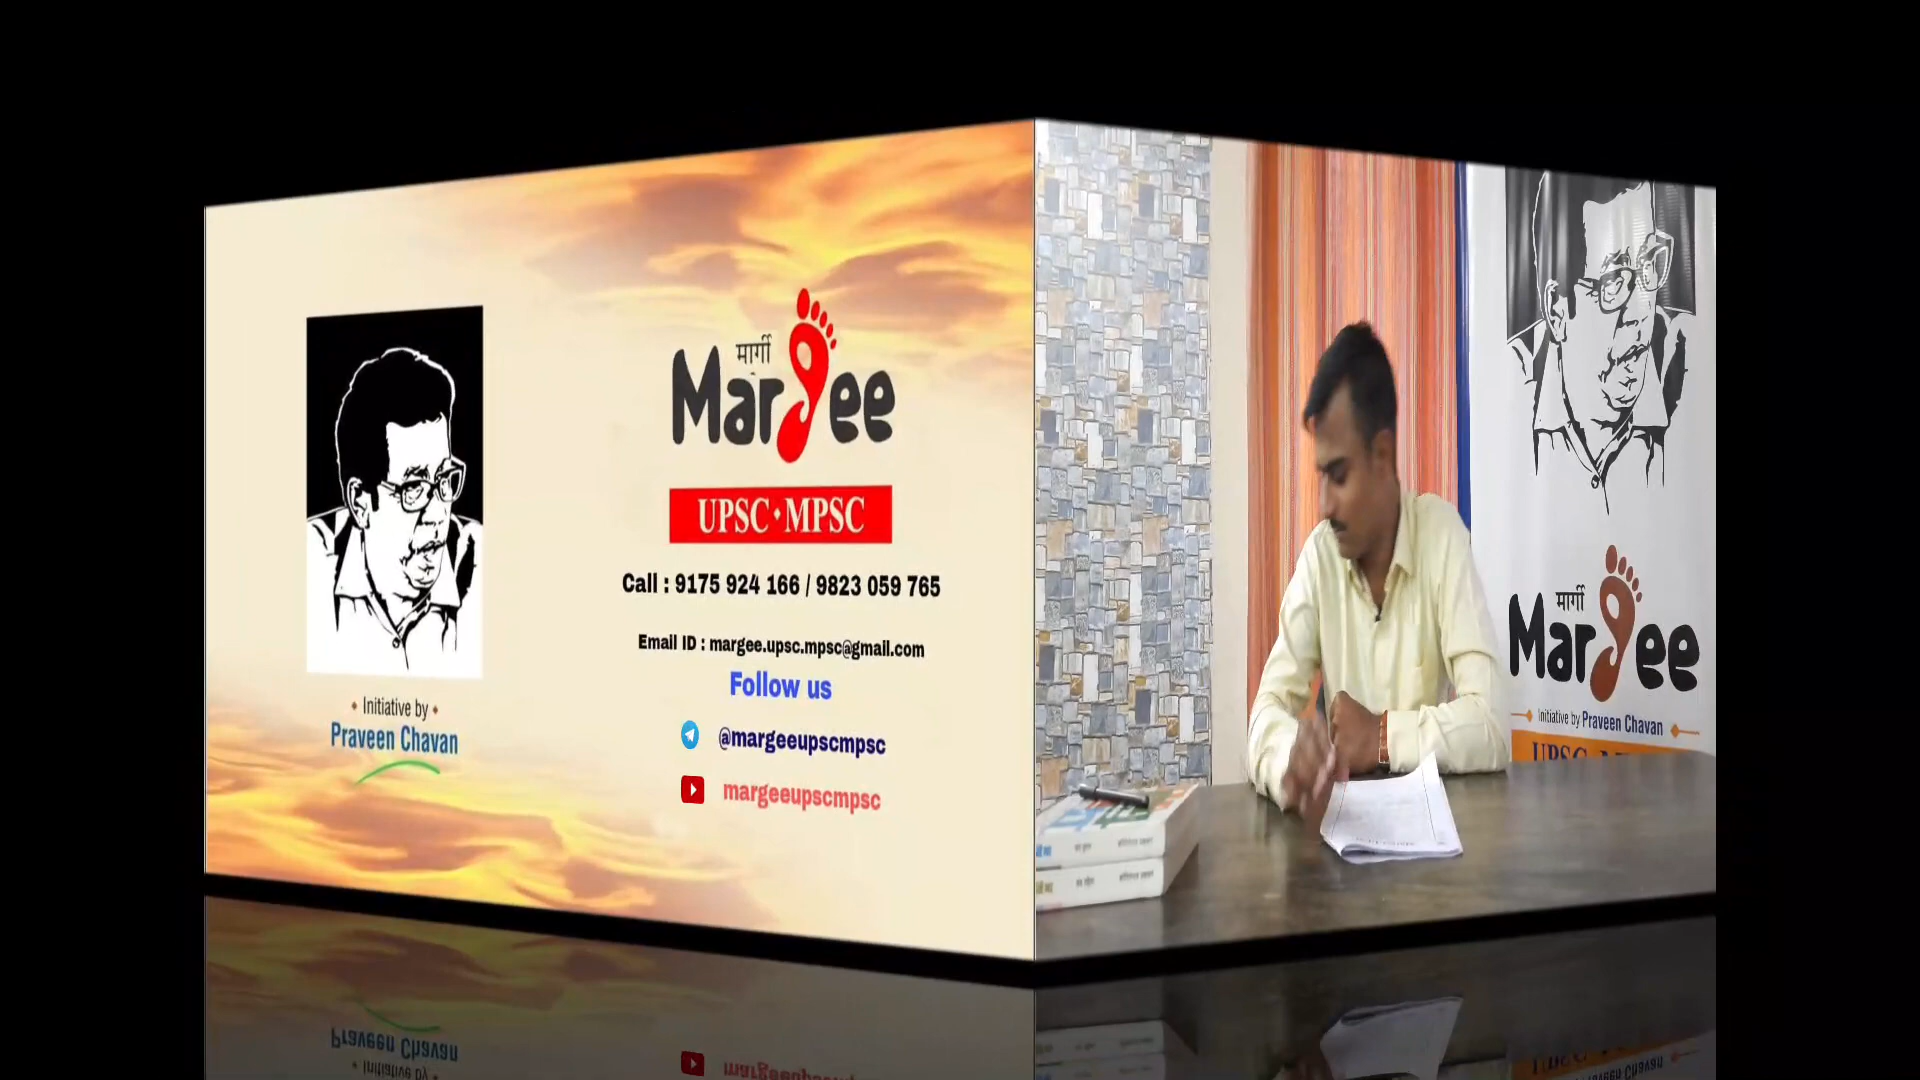 मार्गी
Margee
UPSC • MPSC
Call : 9175 924 166 / 9823 059 765
Email ID : margee.upsc.mpsc@gmail.com
Follow us
@margeeupscmpsc
margeeupscmpsc
• Initiative by •
Praveen Chavan
मार्गी
Margee
Initiative by Praveen Chavan
UPSC